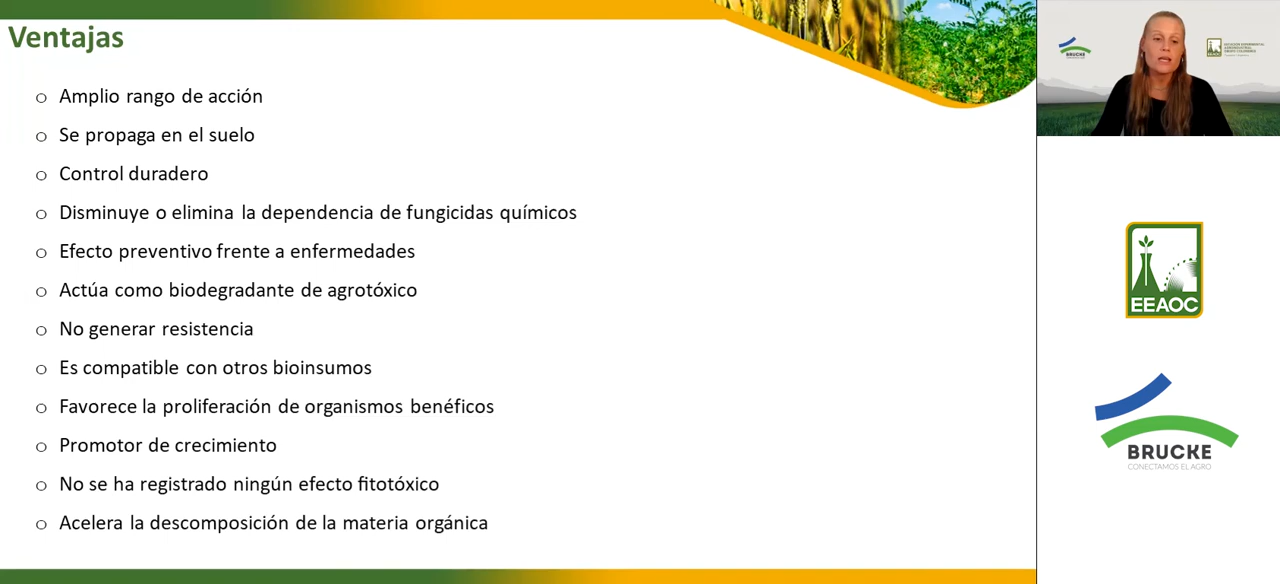 Ventajas
o Amplio rango de acción
o Se propaga en el suelo
o Control duradero
o Disminuye o elimina la dependencia de fungicidas químicos
o Efecto preventivo frente a enfermedades
o Actúa como biodegradante de agrotóxico
o No generar resistencia
o Es compatible con otros bioinsumos
o Favorece la proliferación de organismos benéficos
o Promotor de crecimiento
o No se ha registrado ningún efecto fitotóxico
o Acelera la descomposición de la materia orgánica
BRUCKE
EEAOC
BRUCKE
CONECTAMOS EL AGRO